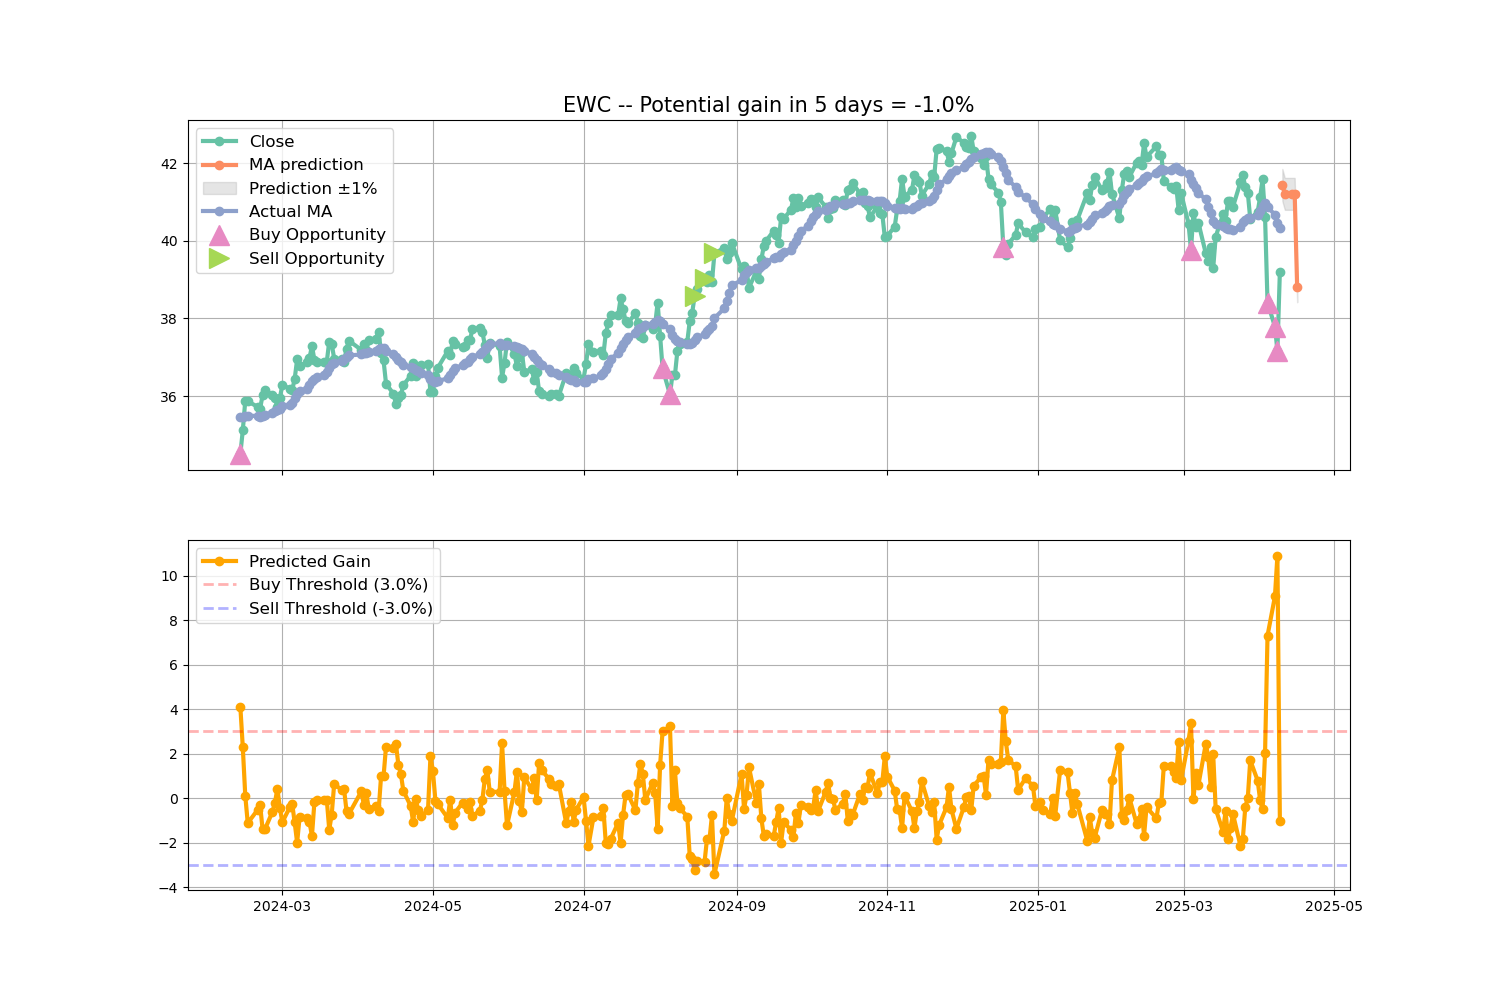 EWC -- Potential gain in 5 days = -1.0%
Close
MA prediction
Prediction ±1%
Actual MA
Buy Opportunity
Sell Opportunity
42
40
38
36
Predicted Gain
Buy Threshold (3.0%)
Sell Threshold (-3.0%)
10
8
6
4
2
0
−2
−4
2024-03 2024-05 2024-07 2024-09 2024-11 2025-01 2025-03 2025-05